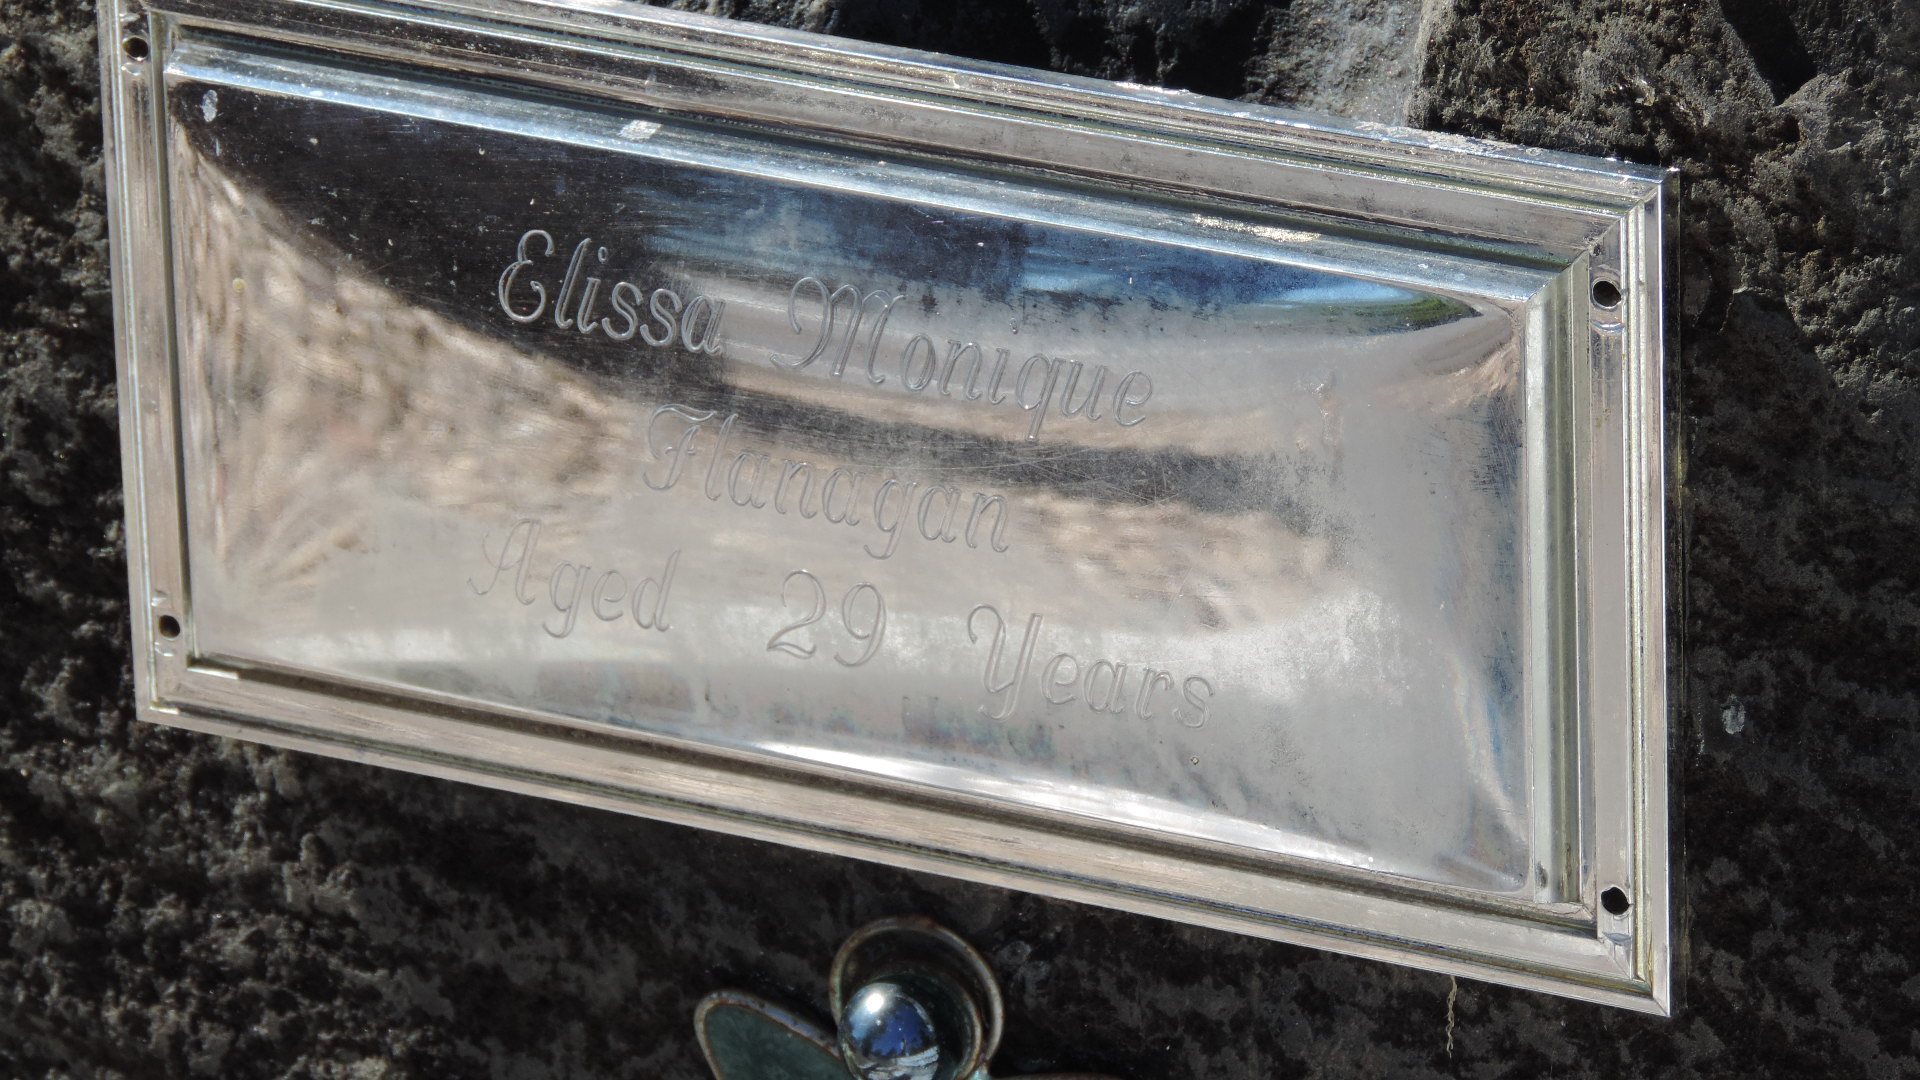 Elissa Monique
Flanagan
Aged 29 Years